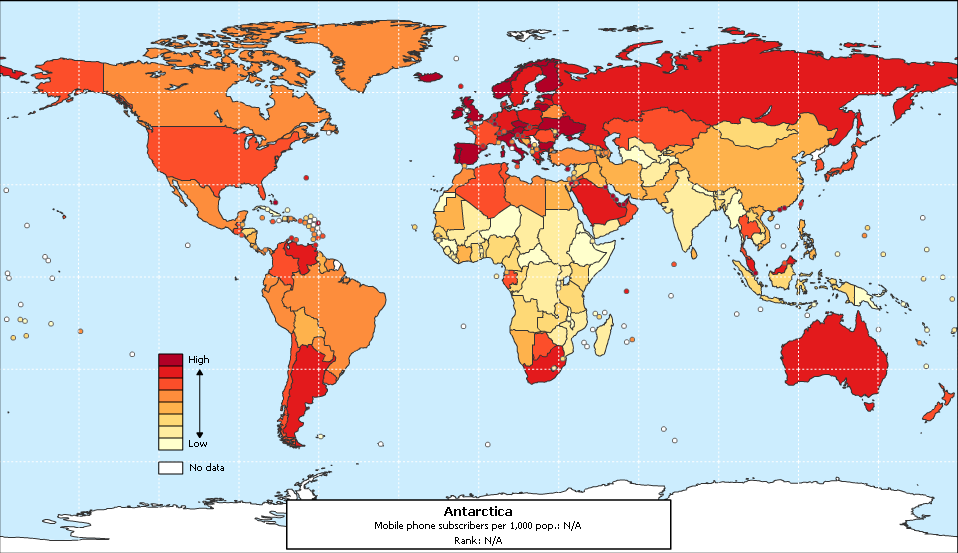 High
Low
No data
Antarctica
Mobile phone subscribers per 1,000 pop.: N/A
Rank: N/A